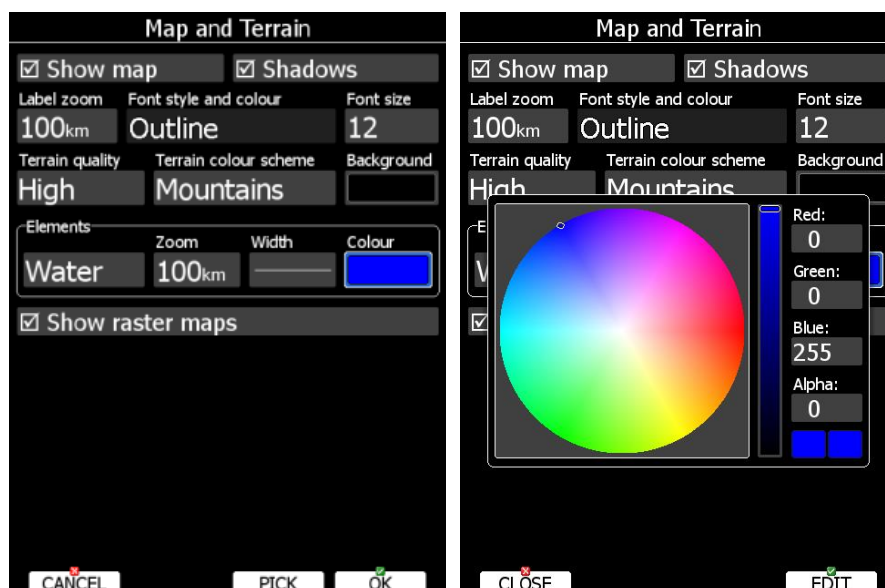 Map and Terrain
Show map Shadows
Label zoom Font style and colour Font size
100km Outline 12
Terrain quality Terrain colour scheme Background
High Mountains
Elements
Zoom Width Colour
Water 100km
Show raster maps
CANCEL PICK OK
Map and Terrain
Show map Shadows
Label zoom Font style and colour Font size
100km Outline 12
Terrain quality Terrain colour scheme Background
High Mountains
Red:
0
Green:
0
Blue:
255
Alpha:
0
CLOSE EDIT